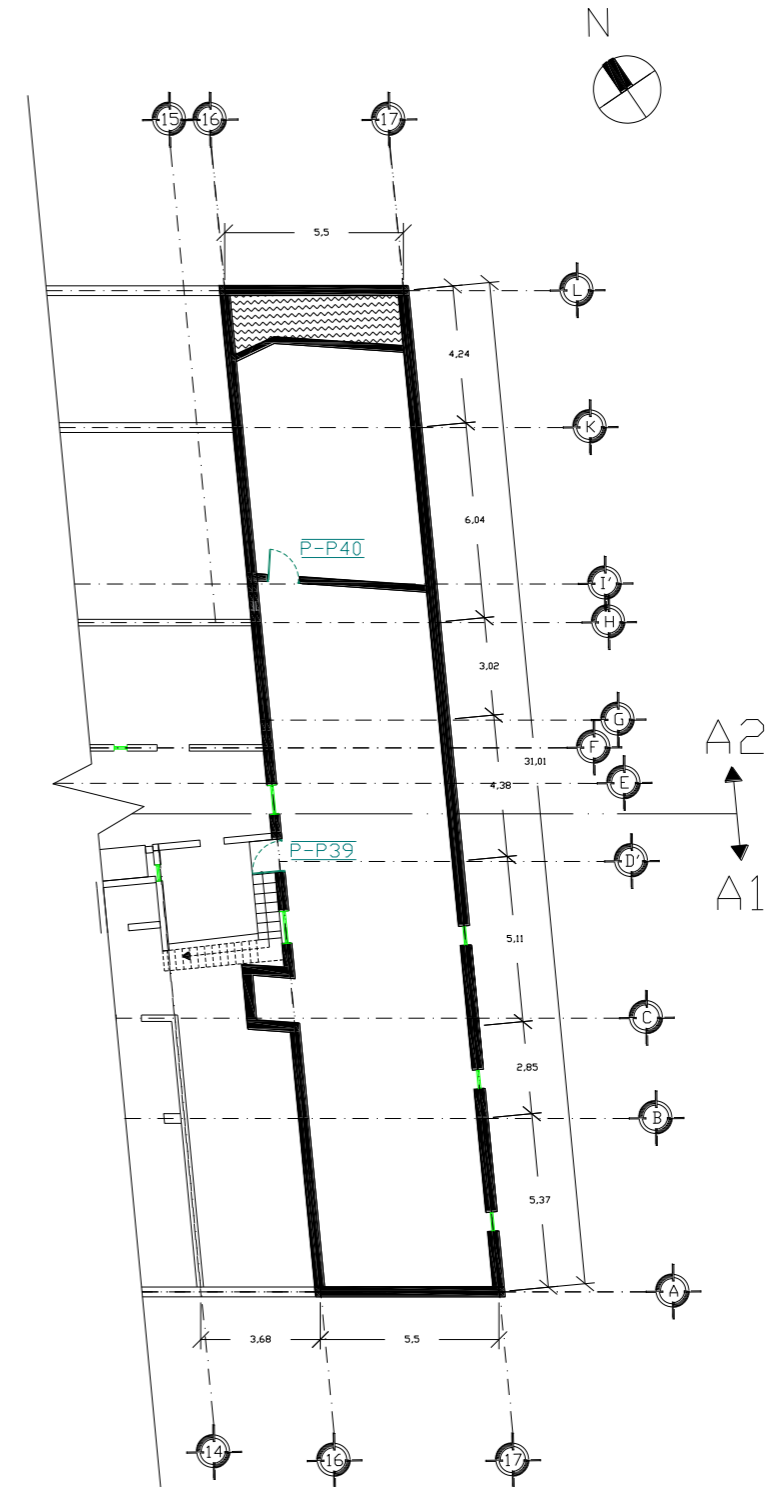 N
15
16
17
5,5
L
4,24
K
6,04
P-P40
I'
H
3,02
G
F
31,01
A2
E
4,38
P-P39
D'
A1
5,11
C
2,85
B
5,37
A
3,68
5,5
14
16
17